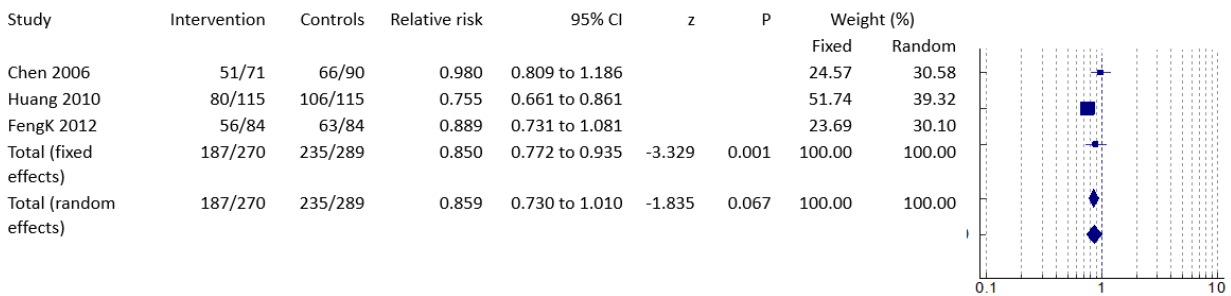 Study Intervention Controls Relative risk 95% CI z P Weight (%)
Fixed Random
Chen 2006 51/71 66/90 0.980 0.809 to 1.186 24.57 30.58
Huang 2010 80/115 106/115 0.755 0.661 to 0.861 51.74 39.32
FengK 2012 56/84 63/84 0.889 0.731 to 1.081 23.69 30.10
Total (fixed 187/270 235/289 0.850 0.772 to 0.935 -3.329 0.001 100.00 100.00
effects)
Total (random 187/270 235/289 0.859 0.730 to 1.010 -1.835 0.067 100.00 100.00
effects)
0.1 1 10